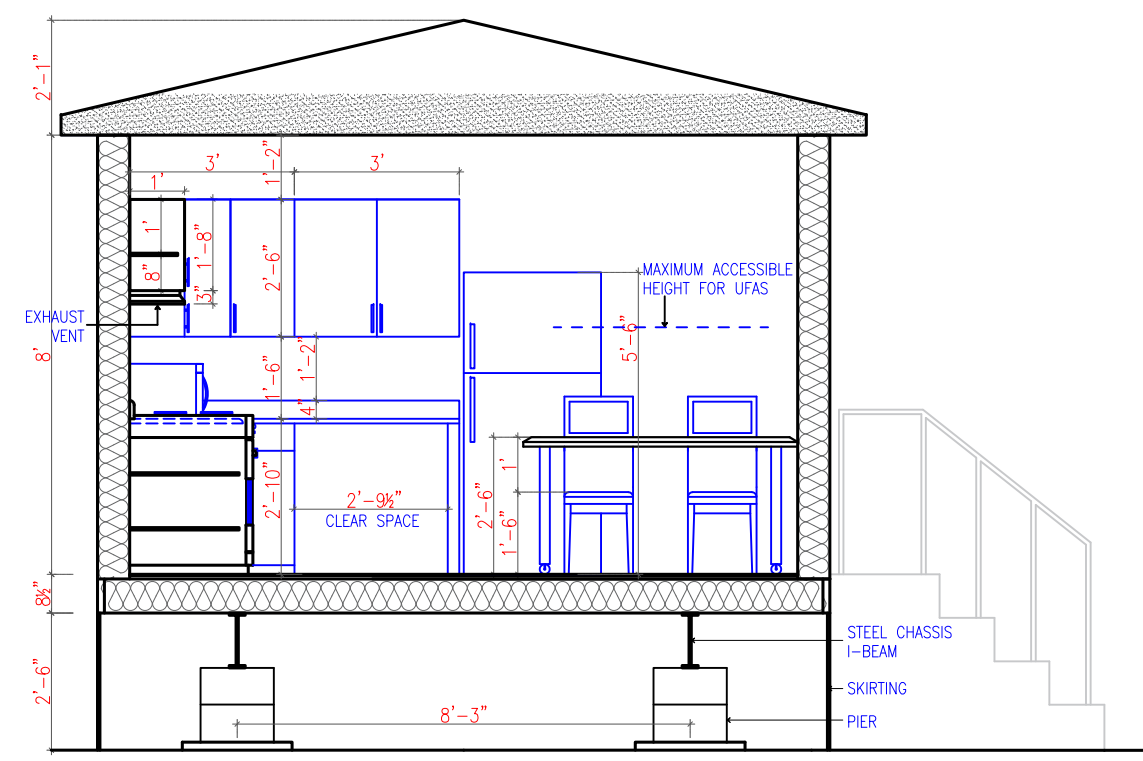 2'-1"
3'
3'
1'-2"
1'
1'
1'-8"
8"
3"
2'-6"
MAXIMUM ACCESSIBLE
HEIGHT FOR UFAS
EXHAUST
VENT
8'
5'-6"
1'-2"
1'-6"
4"
1'
2'-10"
2'-9½"
CLEAR SPACE
2'-6"
1'-6"
8½"
STEEL CHASSIS
I-BEAM
2'-6"
SKIRTING
8'-3"
PIER